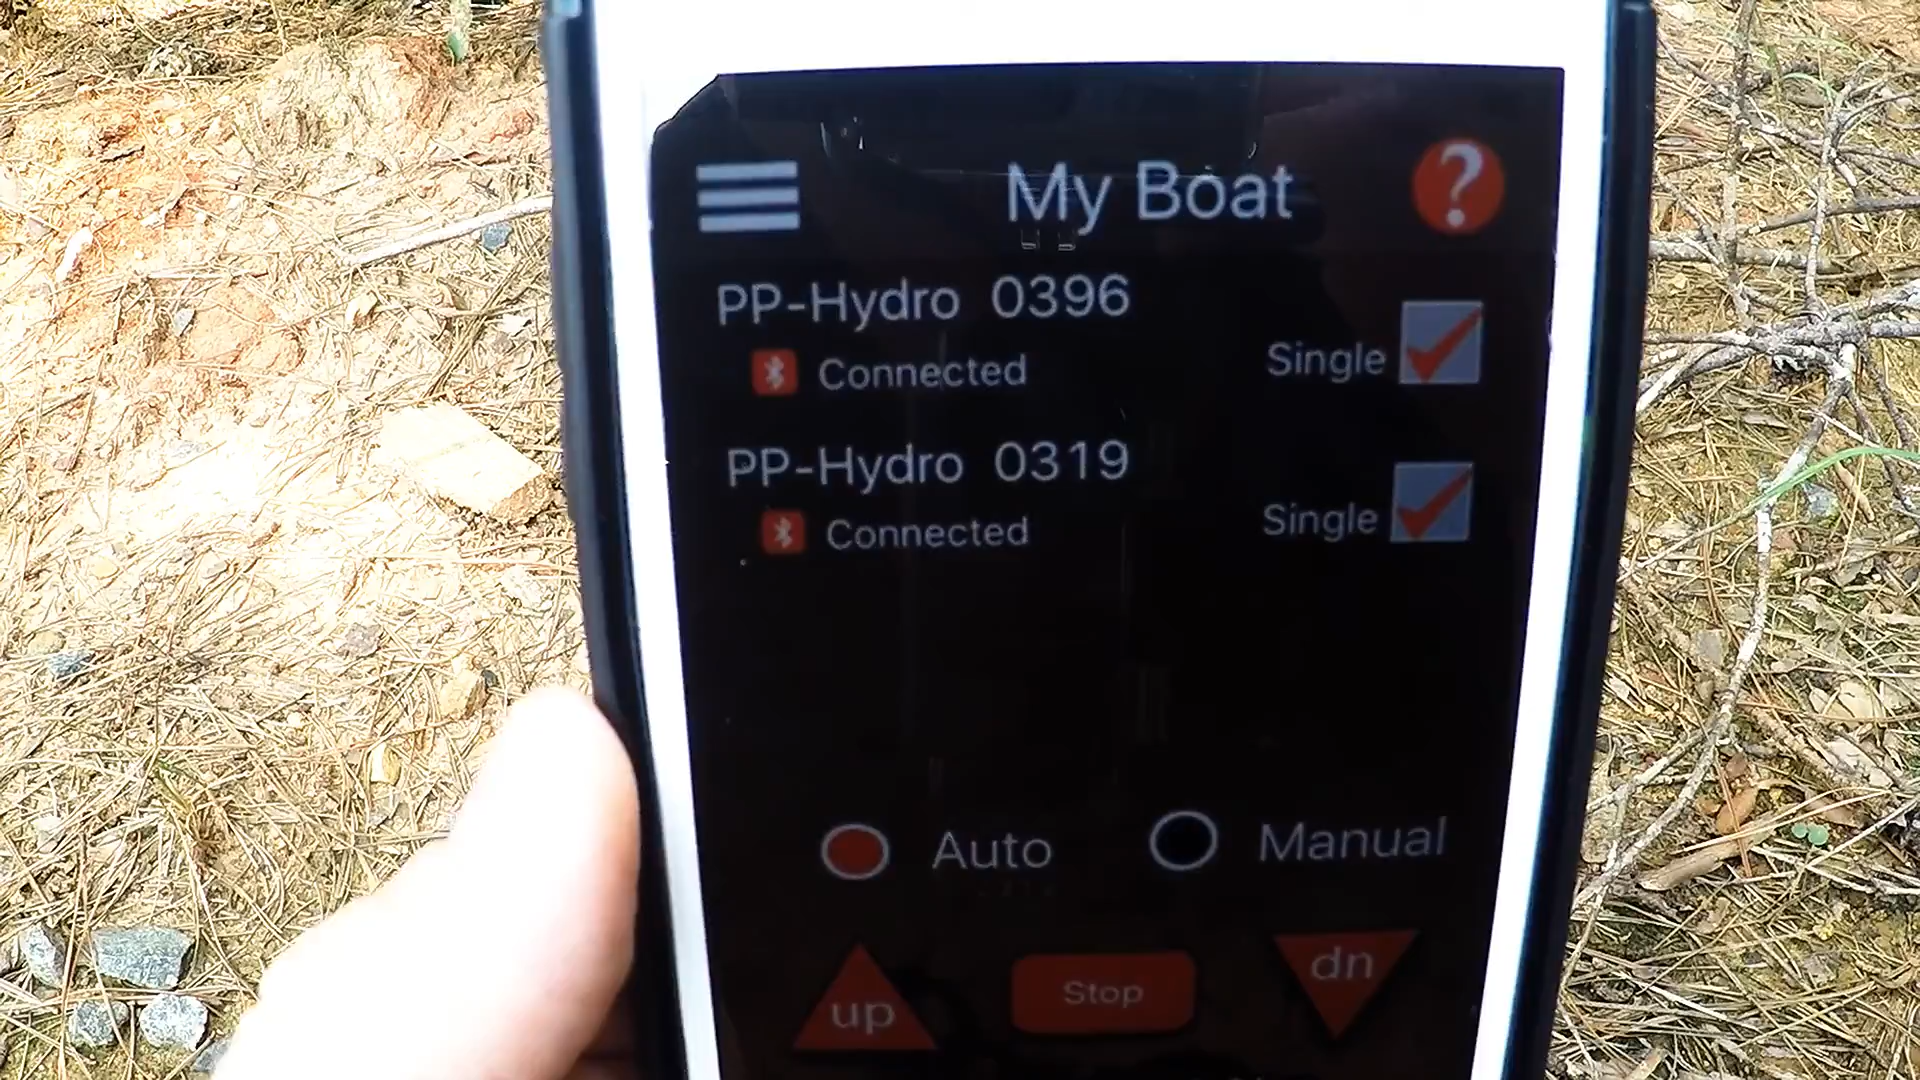 My Boat ?
PP-Hydro 0396
Connected Single
PP-Hydro 0319
Connected Single
Auto Manual
up Stop dn